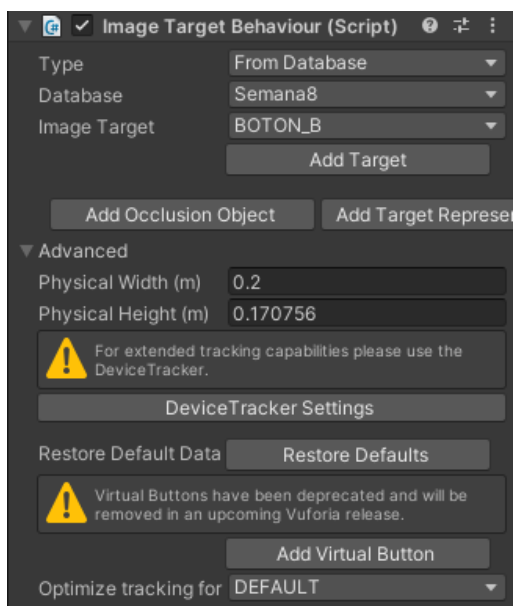 Image Target Behaviour (Script)
Type From Database
Database Semana8
Image Target BOTON_B
Add Target
Add Occlusion Object Add Target Represer
Advanced
Physical Width (m) 0.2
Physical Height (m) 0.170756
For extended tracking capabilities please use the
DeviceTracker.
DeviceTracker Settings
Restore Default Data Restore Defaults
Virtual Buttons have been deprecated and will be
removed in an upcoming Vuforia release.
Add Virtual Button
Optimize tracking for DEFAULT